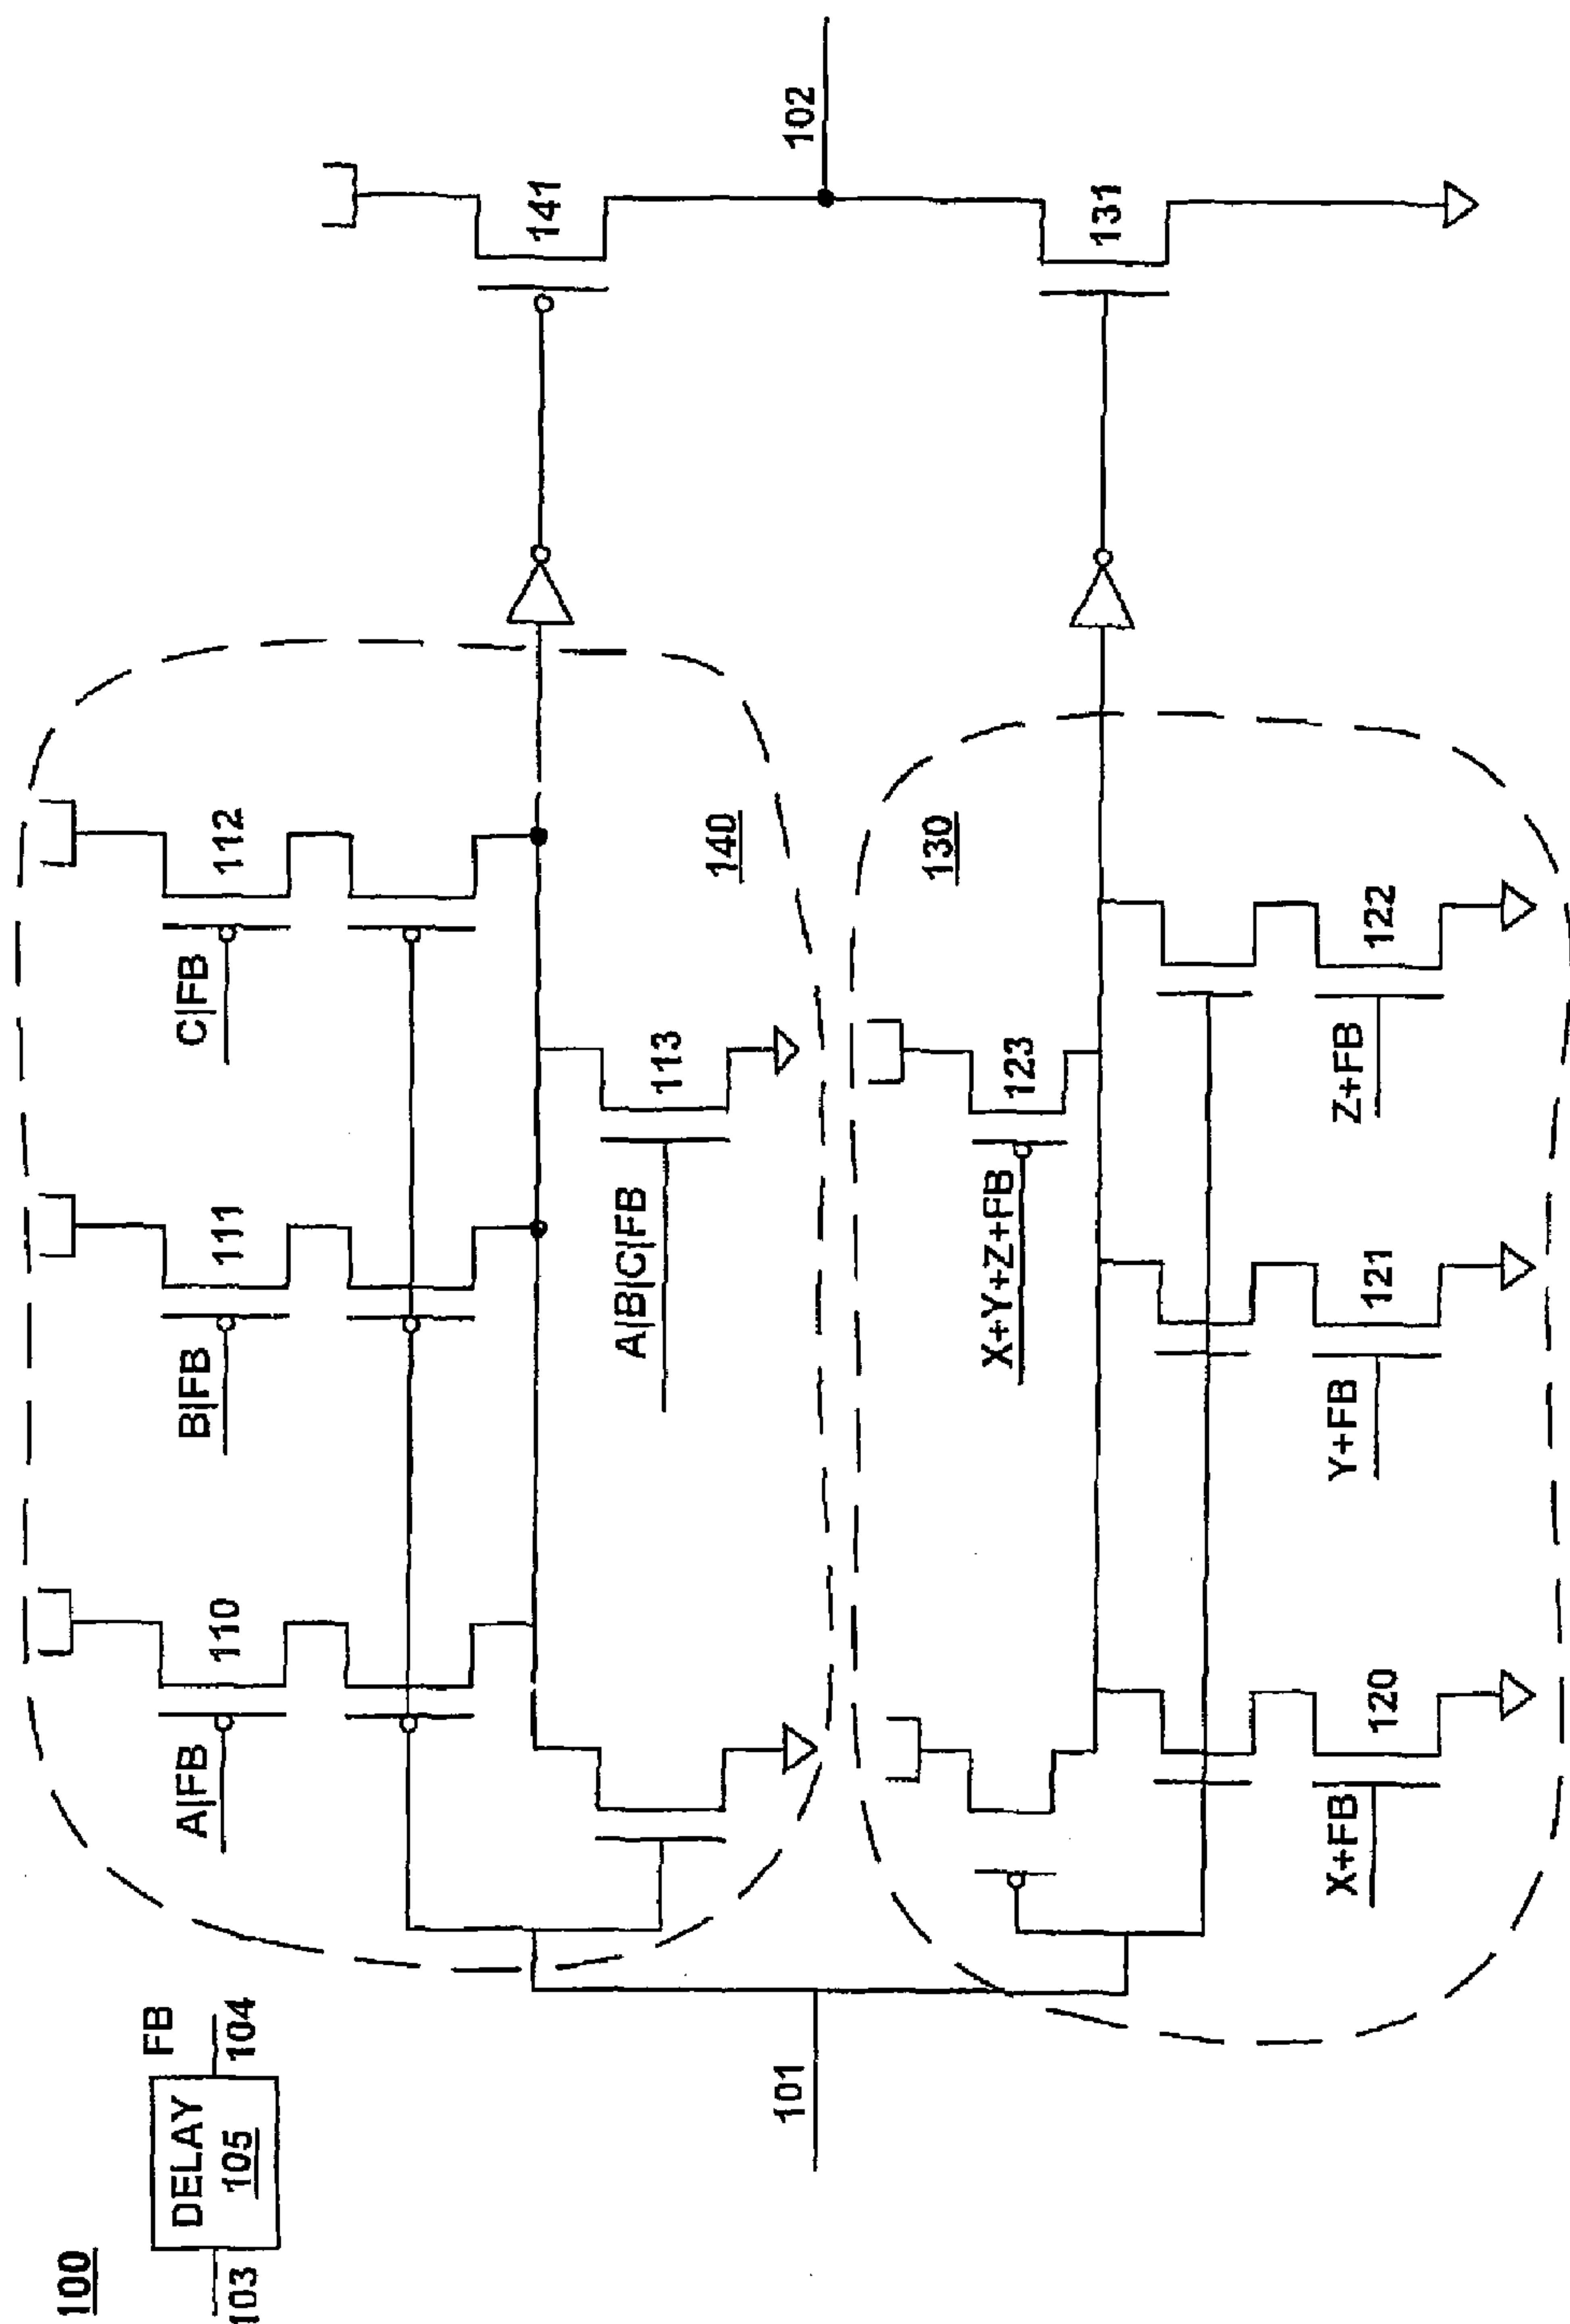 100
103
DELAY
105
FB
104
101
A|FB
110
B|FB
111
C|FB
112
A|B|C|FB
113
140
X+Y+Z+FB
123
130
X+FB
120
Y+FB
121
Z+FB
122
141
102
131